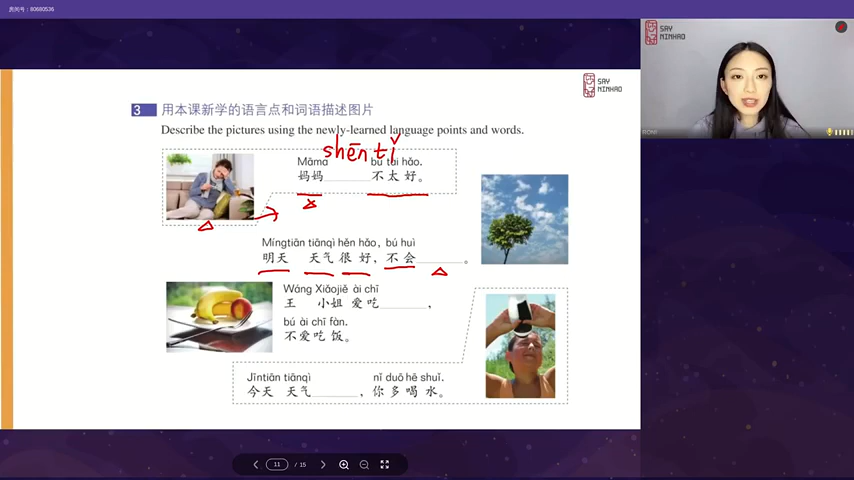 房间号：80680536
SAY
NINHAO
SAY
NINHAO
3 用本课新学的语言点和词语描述图片
Describe the pictures using the newly-learned language points and words.
shēn tǐ
Māma bú tài hǎo.
妈妈 不太好。
Míngtiān tiānqì hěn hǎo, bú huì
明天 天气很好，不会 。
Wáng Xiǎojiě ài chī
王 小姐 爱吃 ，
bú ài chī fàn.
不爱吃饭。
Jīntiān tiānqì nǐ duō hē shuǐ.
今天 天气 ，你多喝水。
11 / 15